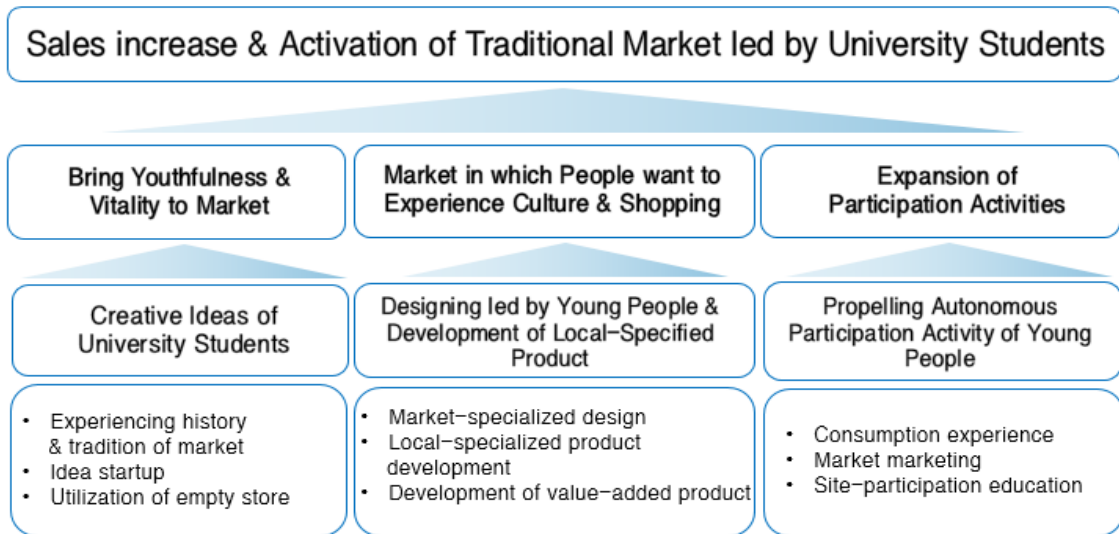 Sales increase & Activation of Traditional Market led by University Students
Bring Youthfulness &
Vitality to Market
Market in which People want to
Experience Culture & Shopping
Expansion of
Participation Activities
Creative Ideas of
University Students
Designing led by Young People &
Development of Local-Specified
Product
Propelling Autonomous
Participation Activity of Young
People
• Experiencing history
& tradition of market
• Idea startup
• Utilization of empty store
• Market-specialized design
• Local-specialized product
development
• Development of value-added product
• Consumption experience
• Market marketing
• Site-participation education